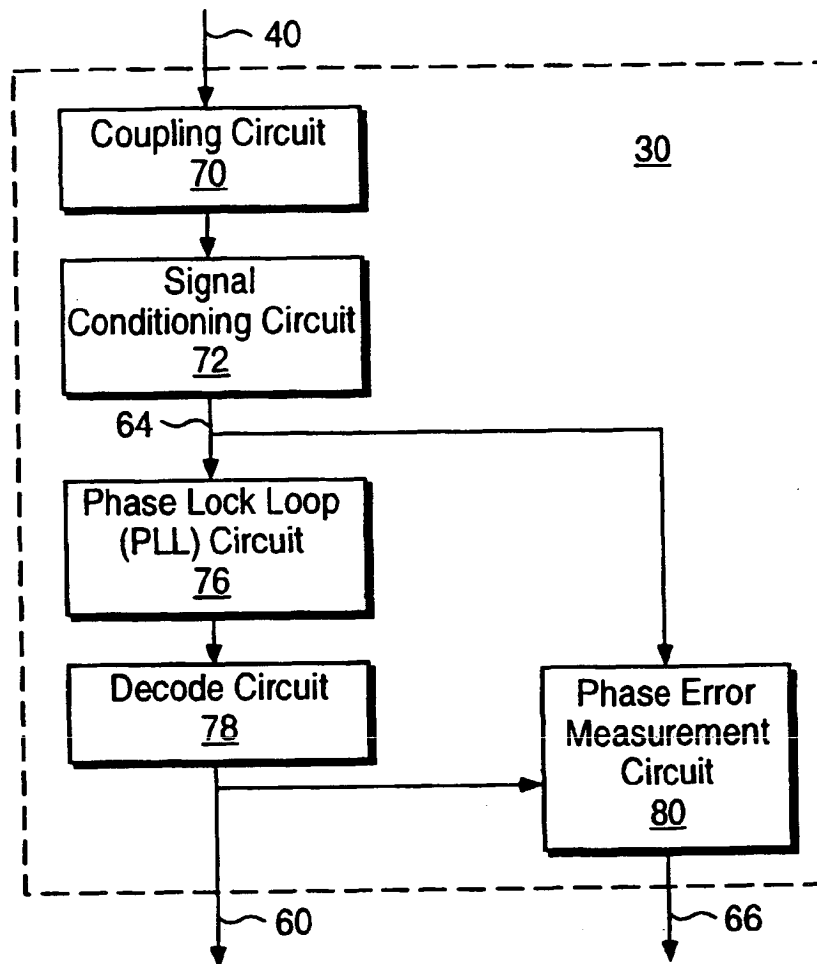 40
Coupling Circuit
70
30
Signal
Conditioning Circuit
72
64
Phase Lock Loop
(PLL) Circuit
76
Decode Circuit
78
Phase Error
Measurement
Circuit
80
60
66